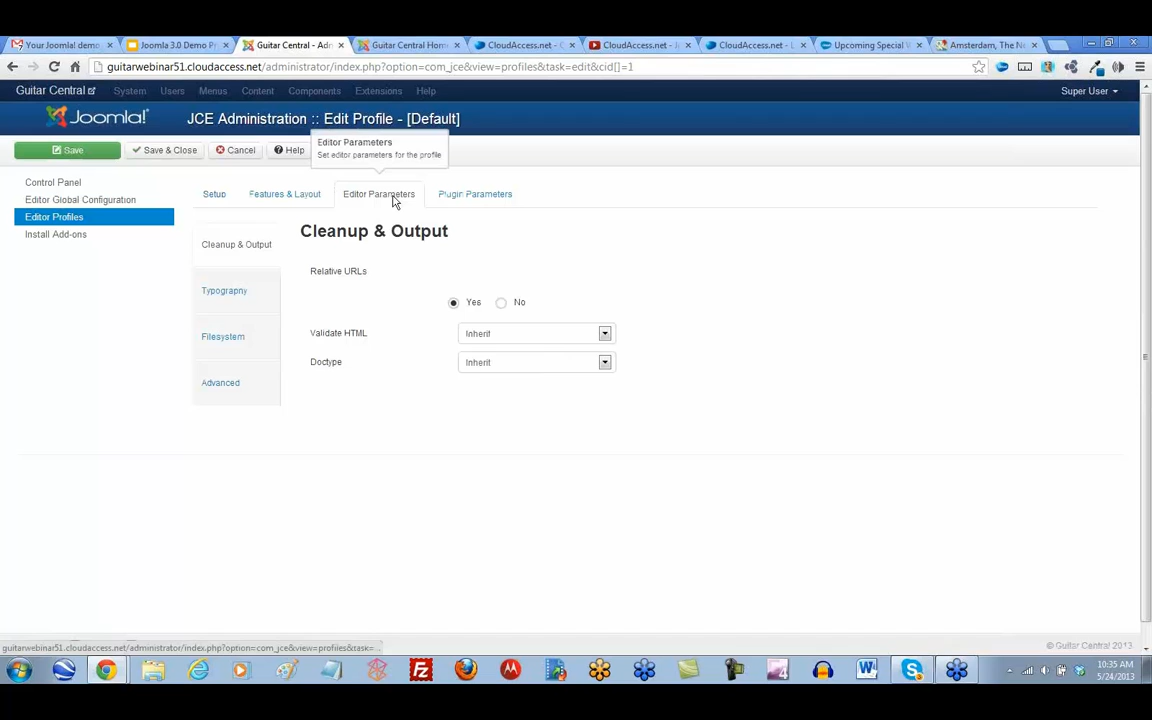 Your Joomla! demo
Joomla 3.0 Demo P
Guitar Central - Adm
Guitar Central Hom
CloudAccess.net - C
CloudAccess.net - J
CloudAccess.net - L
Upcoming Special W
Amsterdam, The Ne
guitarwebinar51.cloudaccess.net/administrator/index.php?option=com_jce&view=profiles&task=edit&cid[]=1
Guitar Central System Users Menus Content Components Extensions Help Super User
Joomla! JCE Administration :: Edit Profile - [Default]
Save Save & Close Cancel Help
Editor Parameters
Set editor parameters for the profile
Control Panel
Editor Global Configuration
Editor Profiles
Install Add-ons
Setup Features & Layout Editor Parameters Plugin Parameters
Cleanup & Output
Typography
Filesystem
Advanced
Cleanup & Output
Relative URLs
Yes No
Validate HTML Inherit
Doctype Inherit
guitarwebinar51.cloudaccess.net/administrator/index.php?option=com_jce&view=profiles&task=...
© Guitar Central 2013
10:35 AM
5/24/2013